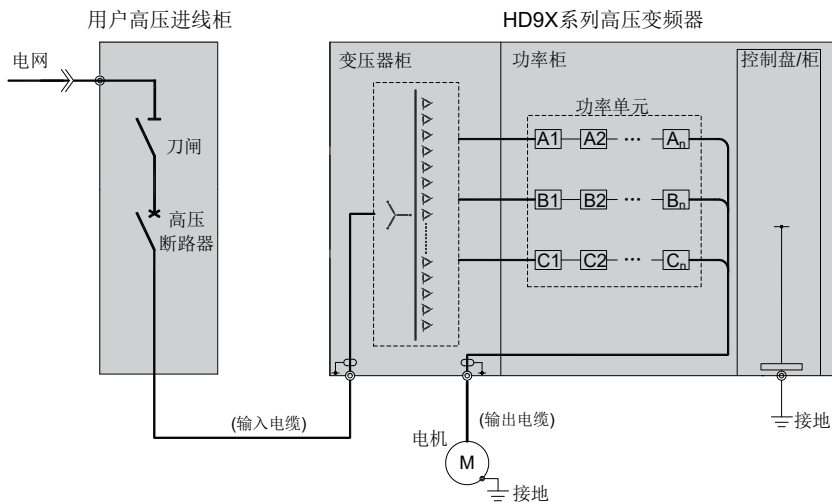 用户高压进线柜
HD9X系列高压变频器
电网
变压器柜
功率柜
控制盘/柜
功率单元
刀闸
A1 A2 ··· An
高压
断路器
B1 B2 ··· Bn
C1 C2 ··· Cn
(输入电缆)
(输出电缆)
电机
M
接地
接地